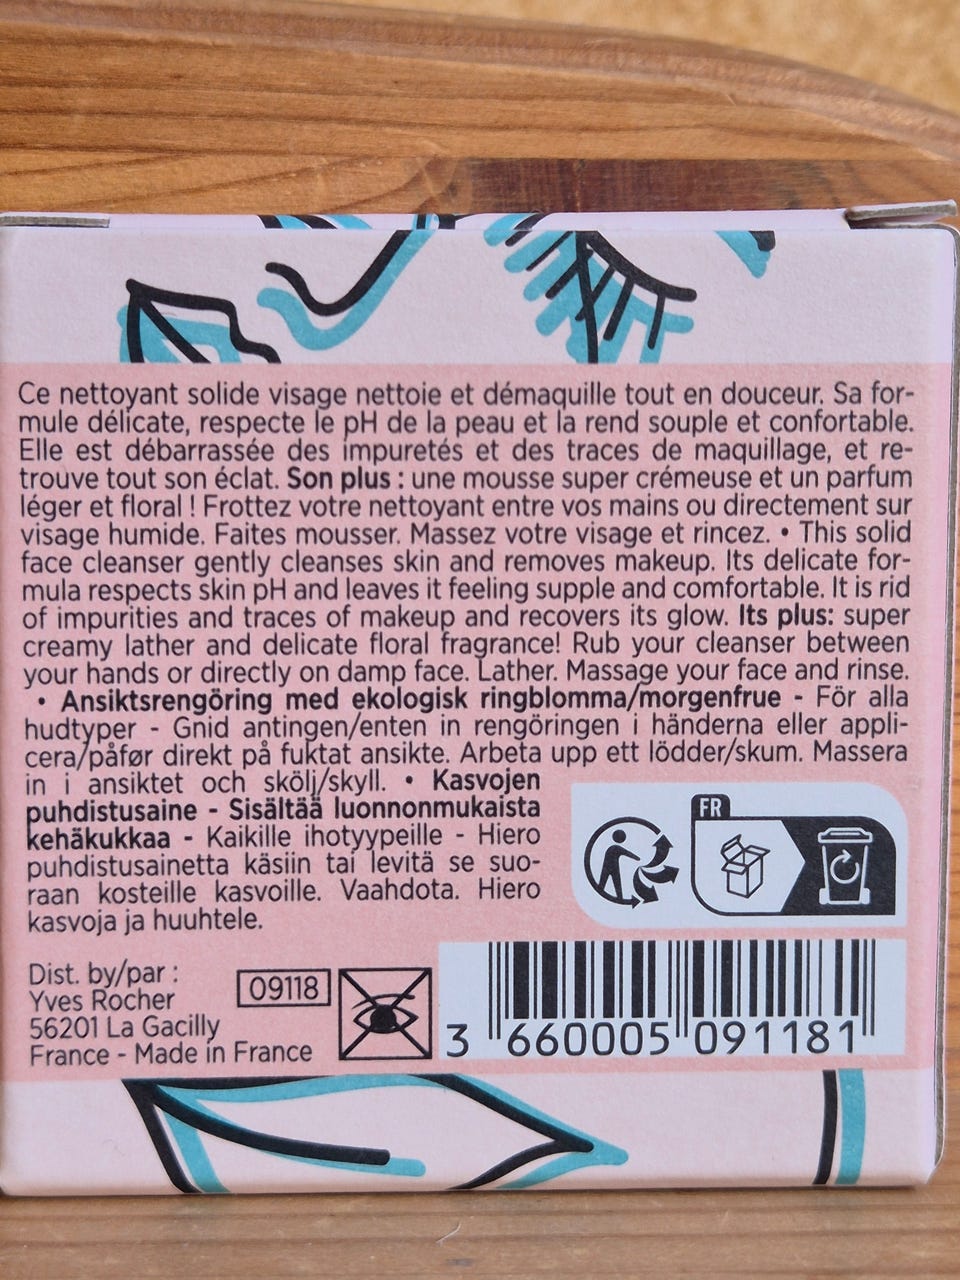 Ce nettoyant solide visage nettoie et démaquille tout en douceur. Sa for-
mule délicate, respecte le pH de la peau et la rend souple et confortable.
Elle est débarrassée des impuretés et des traces de maquillage, et re-
trouve tout son éclat. Son plus : une mousse super crémeuse et un parfum
léger et floral ! Frottez votre nettoyant entre vos mains ou directement sur
visage humide. Faites mousser. Massez votre visage et rincez. • This solid
face cleanser gently cleanses skin and removes makeup. Its delicate for-
mula respects skin pH and leaves it feeling supple and comfortable. It is rid
of impurities and traces of makeup and recovers its glow. Its plus: super
creamy lather and delicate floral fragrance! Rub your cleanser between
your hands or directly on damp face. Lather. Massage your face and rinse.
• Ansiktsrengöring med ekologisk ringblomma/morgenfrue - För alla
hudtyper - Gnid antingen/enten in rengöringen i händerna eller appli-
cera/påfør direkt på fuktat ansikte. Arbeta upp ett lödder/skum. Massera
in i ansiktet och skölj/skyll. • Kasvojen
puhdistusaine - Sisältää luonnonmukaista
kehäkukkaa - Kaikille ihotyypeille - Hiero
puhdistusainetta käsiin tai levitä se suo-
raan kosteille kasvoille. Vaahdota. Hiero
kasvoja ja huuhtele.
FR
Dist. by/par :
Yves Rocher
56201 La Gacilly
France - Made in France
09118
3 660005 091181